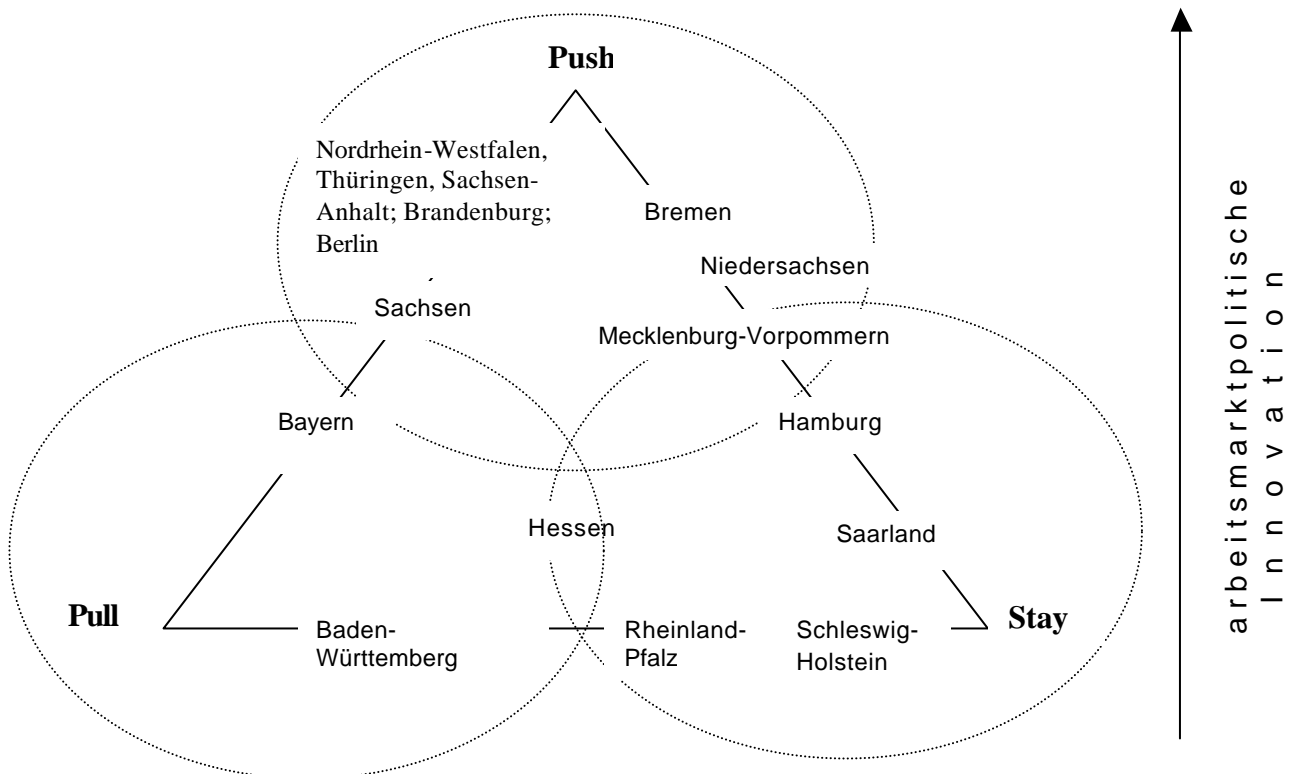 Push
Nordrhein-Westfalen,
Thüringen, Sachsen-
Anhalt; Brandenburg;
Berlin
Bremen
Niedersachsen
Sachsen
Mecklenburg-Vorpommern
Bayern
Hamburg
Hessen
Saarland
Pull
Baden-
Württemberg
Rheinland-
Pfalz
Schleswig-
Holstein
Stay
arbeitsmarktpolitische
Innovation